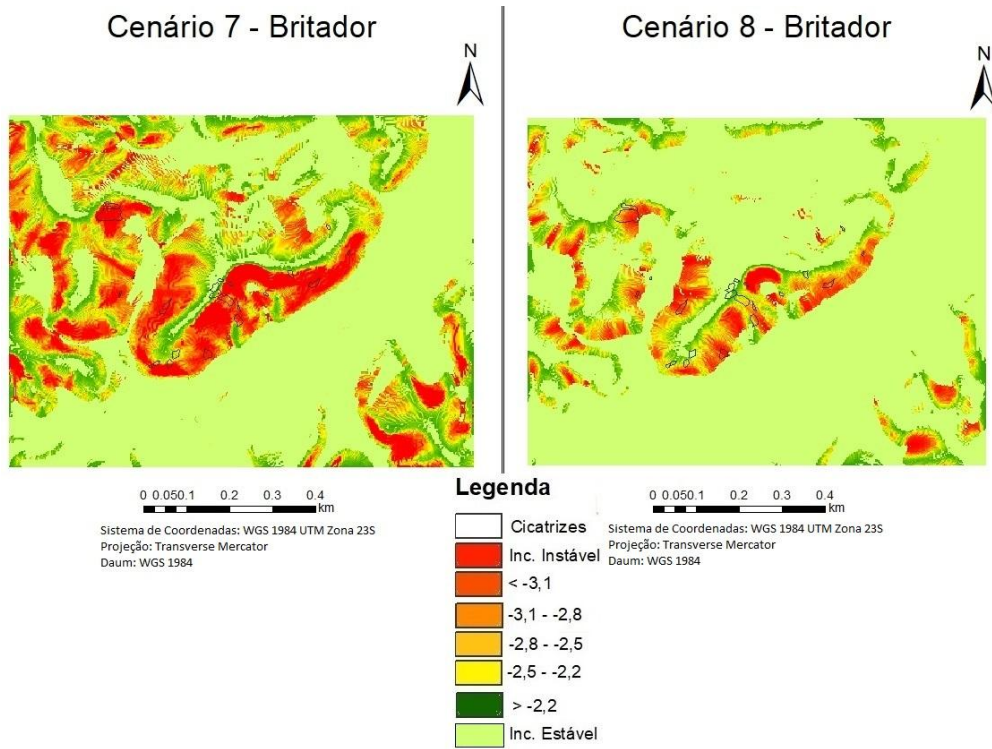 Cenário 7 - Britador
N
0 0.050.1 0.2 0.3 0.4
km
Sistema de Coordenadas: WGS 1984 UTM Zona 23S
Projeção: Transverse Mercator
Daum: WGS 1984
Cenário 8 - Britador
N
0 0.050.1 0.2 0.3 0.4
km
Sistema de Coordenadas: WGS 1984 UTM Zona 23S
Projeção: Transverse Mercator
Daum: WGS 1984
Legenda
Cicatrizes
Inc. Instável
< -3,1
-3,1 - -2,8
-2,8 - -2,5
-2,5 - -2,2
> -2,2
Inc. Estável